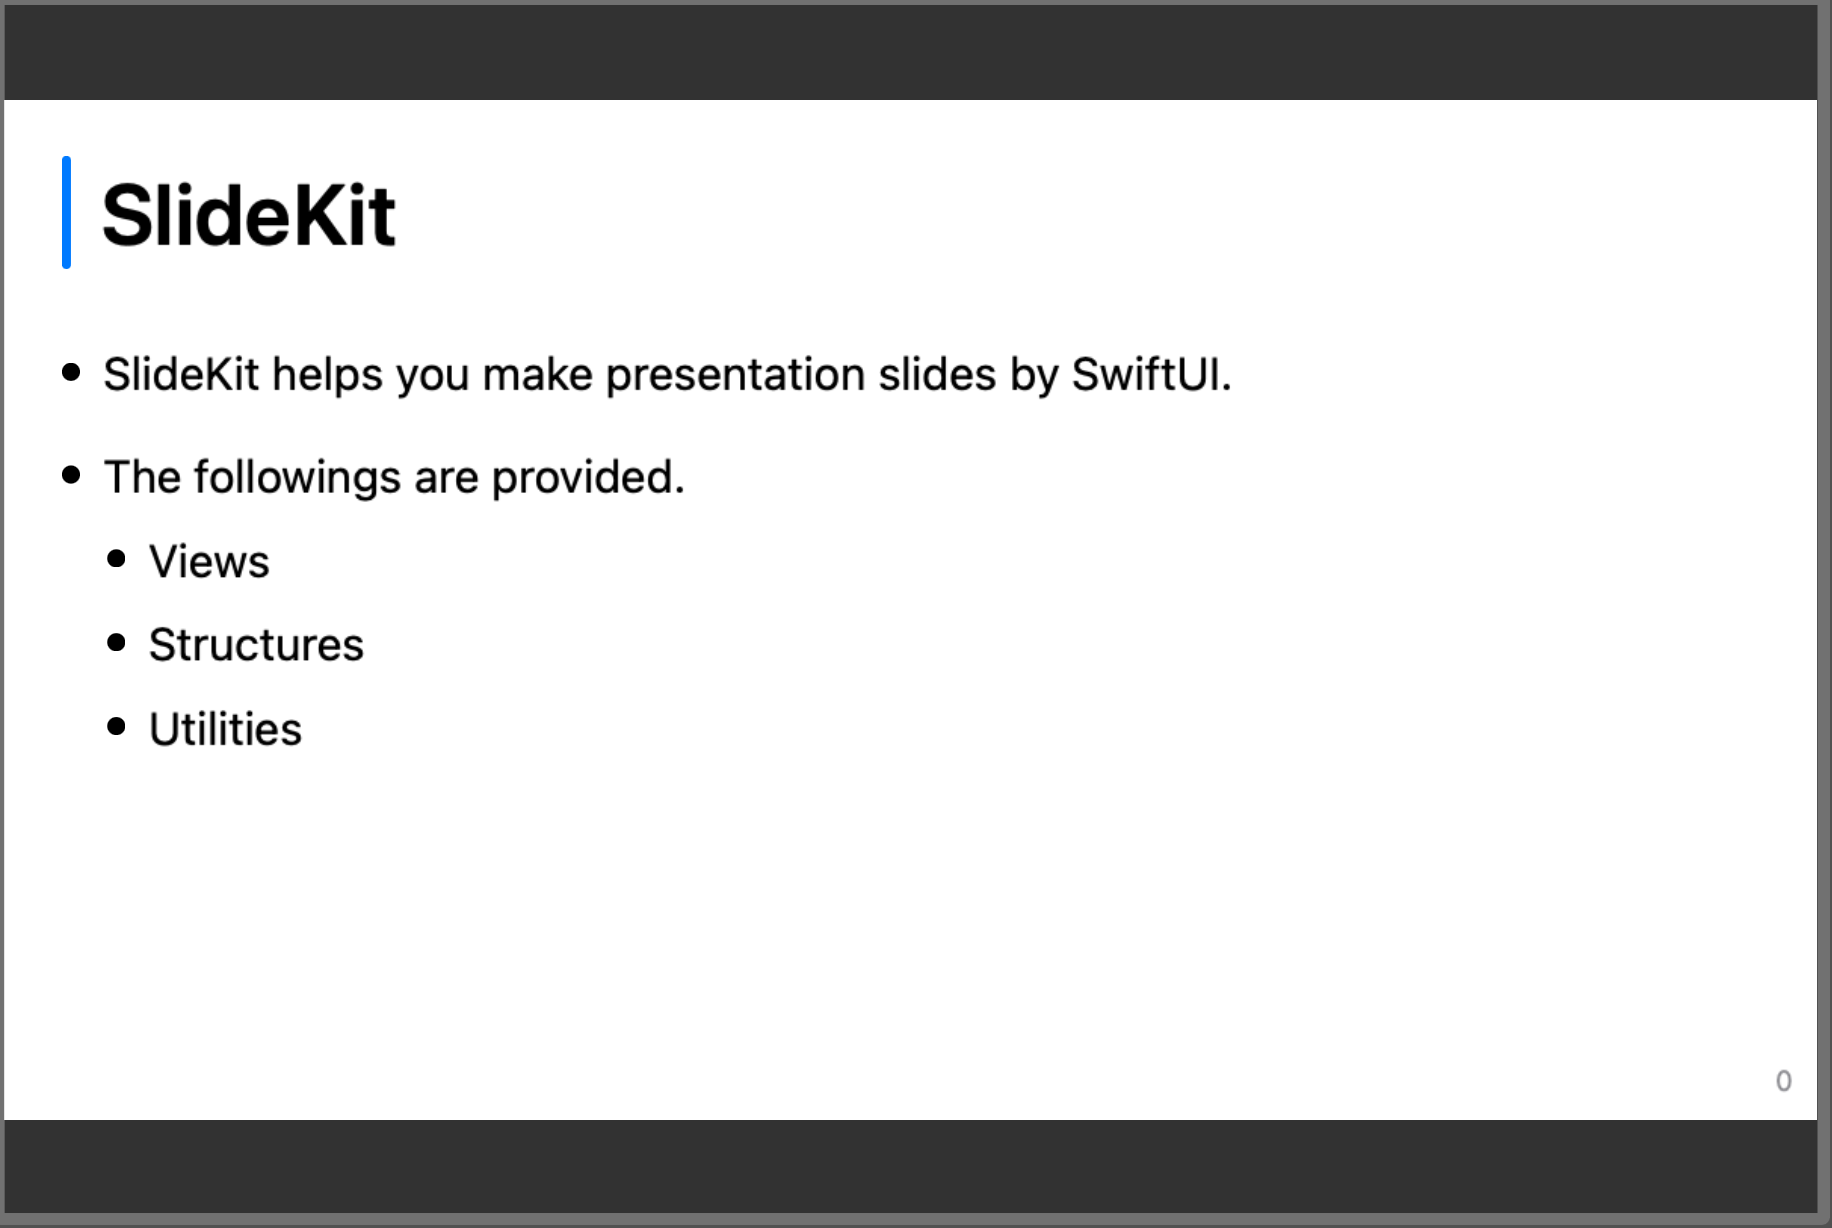 SlideKit
• SlideKit helps you make presentation slides by SwiftUI.
• The followings are provided.
• Views
• Structures
• Utilities
0